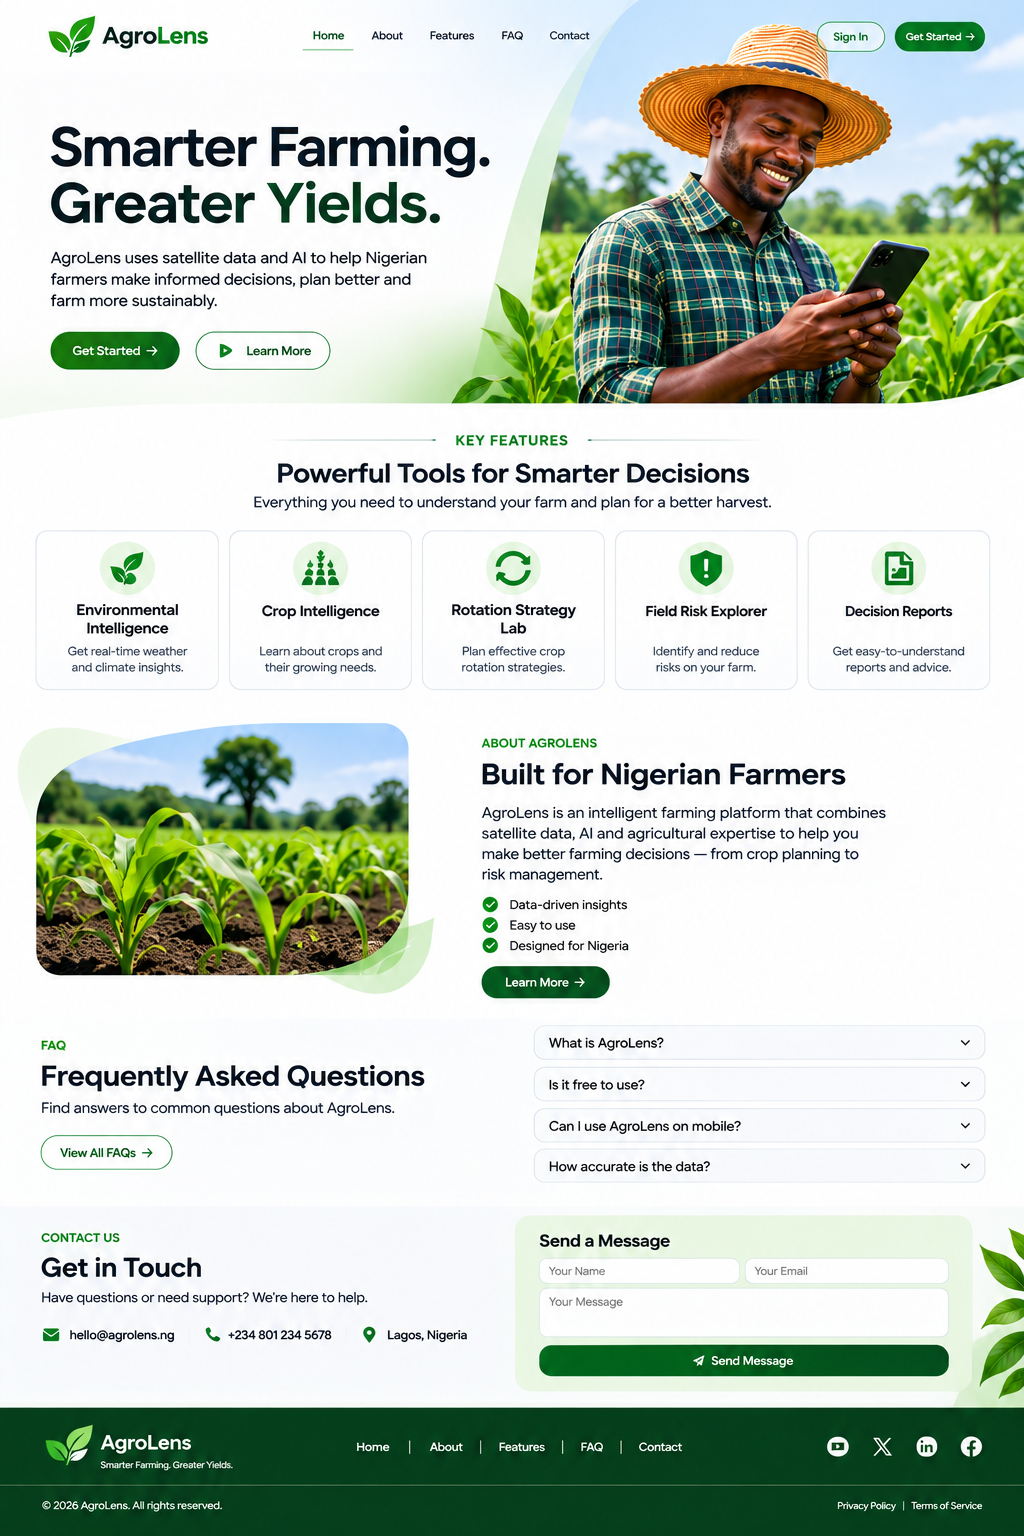 AgroLens
Home
About
Features
FAQ
Contact
Sign In
Get Started →
Smarter Farming.
Greater Yields.
AgroLens uses satellite data and AI to help Nigerian
farmers make informed decisions, plan better and
farm more sustainably.
Get Started →
Learn More
KEY FEATURES
Powerful Tools for Smarter Decisions
Everything you need to understand your farm and plan for a better harvest.
Environmental
Intelligence
Get real-time weather
and climate insights.
Crop Intelligence
Learn about crops and
their growing needs.
Rotation Strategy
Lab
Plan effective crop
rotation strategies.
Field Risk Explorer
Identify and reduce
risks on your farm.
Decision Reports
Get easy-to-understand
reports and advice.
ABOUT AGROLENS
Built for Nigerian Farmers
AgroLens is an intelligent farming platform that combines
satellite data, AI and agricultural expertise to help you
make better farming decisions — from crop planning to
risk management.
Data-driven insights
Easy to use
Designed for Nigeria
Learn More →
FAQ
Frequently Asked Questions
Find answers to common questions about AgroLens.
View All FAQs →
What is AgroLens?
Is it free to use?
Can I use AgroLens on mobile?
How accurate is the data?
CONTACT US
Get in Touch
Have questions or need support? We're here to help.
hello@agrolens.ng
+234 801 234 5678
Lagos, Nigeria
Send a Message
Your Name
Your Email
Your Message
Send Message
AgroLens
Smarter Farming. Greater Yields.
Home | About | Features | FAQ | Contact
© 2026 AgroLens. All rights reserved.
Privacy Policy | Terms of Service